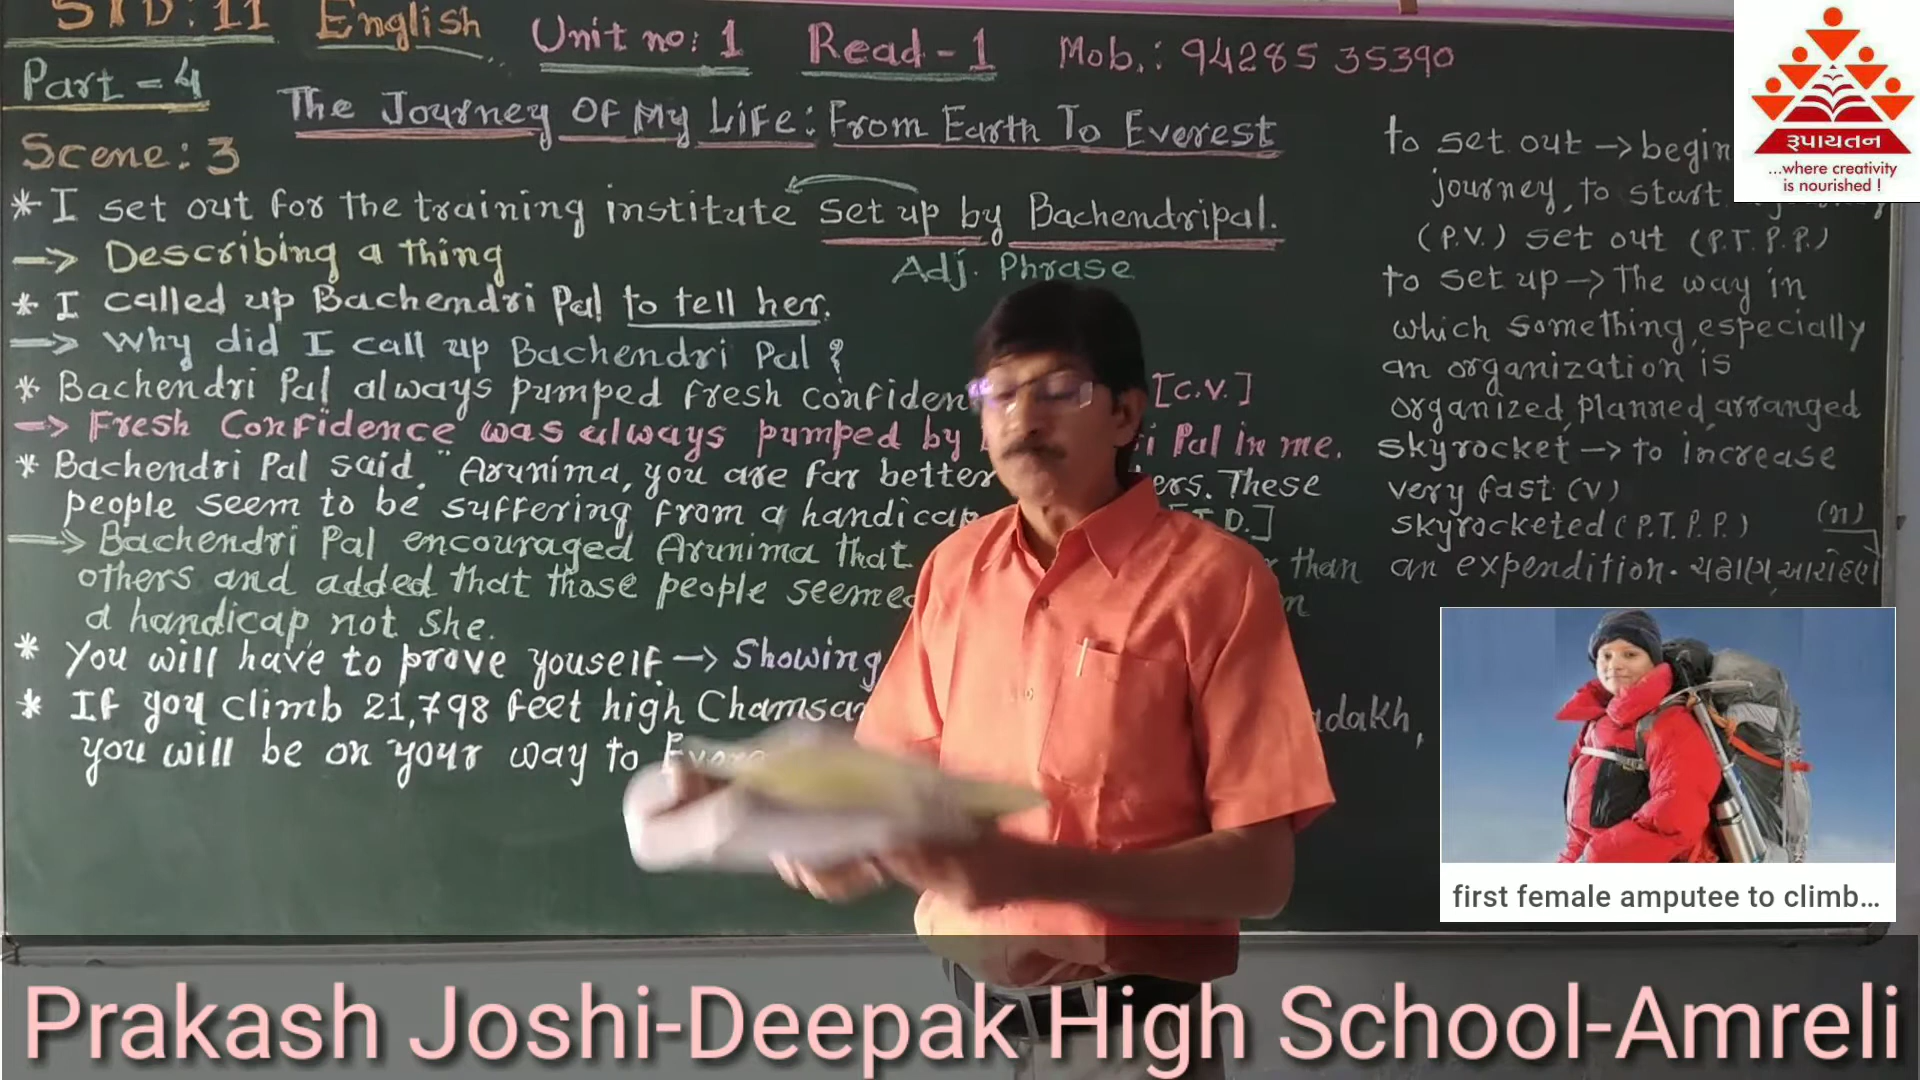 STD: 11 English Unit no: 1 Read - 1 Mob.: 94285 35390
Part = 4
The Journey Of My Life: From Earth To Everest
Scene: 3
* I set out for the training institute set up by Bachendripal.
Adj. Phrase
→ Describing a thing
* I called up Bachendri Pal to tell her.
→ Why did I call up Bachendri Pal ?
* Bachendri Pal always pumped fresh confiden [C.V.]
→ Fresh Confidence was always pumped by i Pal in me.
* Bachendri Pal said, "Arunima, you are far better ers. These
people seem to be suffering from a handicap [I.D.]
→ Bachendri Pal encouraged Arunima that than
others and added that those people seemed
a handicap, not she.
* You will have to prove youself. → Showing
* If you climb 21,798 feet high Chamsar adakh,
you will be on your way to Evere
to set out → begin
journey, to start
(P.V.) set out (P.T. P.P.)
to set up → The way in
which something, especially
an organization is
organized, planned, arranged
skyrocket → to increase
very fast (v)
skyrocketed (P.T. P.P.) (n)
an expendition. ચઢાણ, આરોહણ
રૂપાયતન
...where creativity
is nourished !
first female amputee to climb...
Prakash Joshi-Deepak High School-Amreli